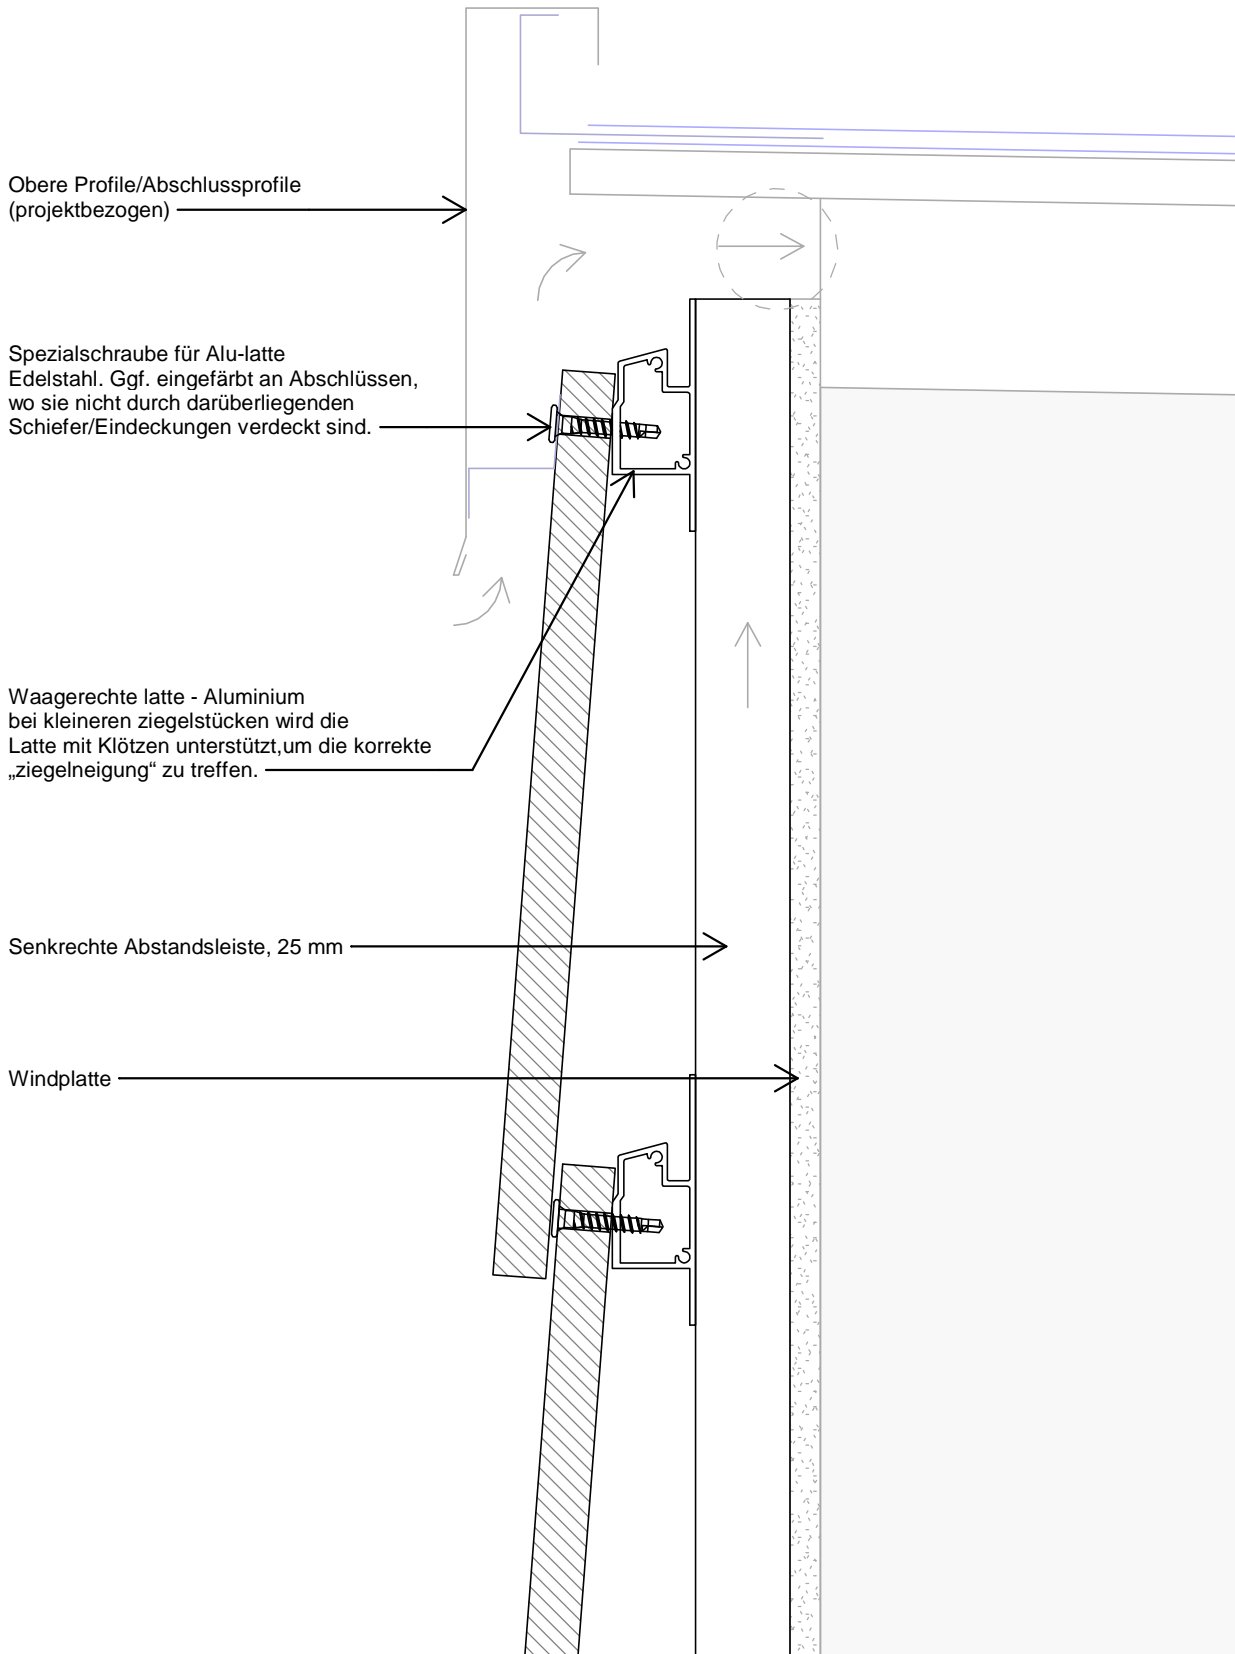 Obere Profile/Abschlussprofile
(projektbezogen)
Spezialschraube für Alu-latte
Edelstahl. Ggf. eingefärbt an Abschlüssen,
wo sie nicht durch darüberliegenden
Schiefer/Eindeckungen verdeckt sind.
Waagerechte latte - Aluminium
bei kleineren ziegelstücken wird die
Latte mit Klötzen unterstützt,um die korrekte
„ziegelneigung“ zu treffen.
Senkrechte Abstandsleiste, 25 mm
Windplatte